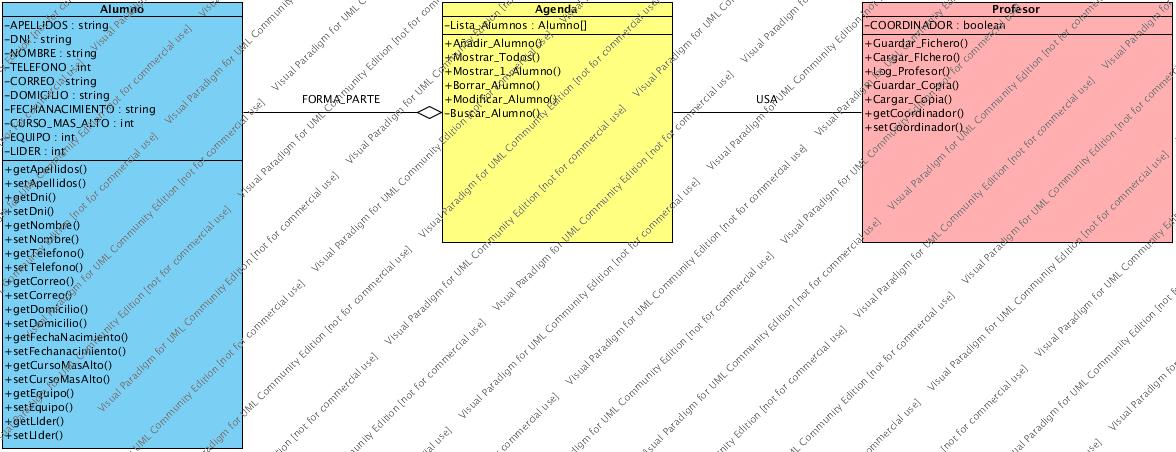 Alumno
-APELLIDOS : string
-DNI : string
-NOMBRE : string
-TELEFONO : int
-CORREO : string
-DOMICILIO : string
-FECHANACIMIENTO : string
-CURSO_MAS_ALTO : int
-EQUIPO : int
-LIDER : int
+getApellidos()
+setApellidos()
+getDni()
+setDni()
+getNombre()
+setNombre()
+getTelefono()
+setTelefono()
+getCorreo()
+setCorreo()
+getDomicilio()
+setDomicilio()
+getFechaNacimiento()
+setFechanacimiento()
+getCursoMasAlto()
+setCursoMasAlto()
+getEquipo()
+setEquipo()
+getLIder()
+setLIder()
FORMA_PARTE
Agenda
-Lista_Alumnos : Alumno[]
+Añadir_Alumno()
+Mostrar_Todos()
+Mostrar_1_Alumno()
+Borrar_Alumno()
+Modificar_Alumno()
-Buscar_Alumno()
USA
Profesor
-COORDINADOR : boolean
+Guardar_Fichero()
+Cargar_Fichero()
+Log_Profesor()
+Guardar_Copia()
+Cargar_Copia()
+getCoordinador()
+setCoordinador()
Visual Paradigm for UML Community Edition [not for commercial use]